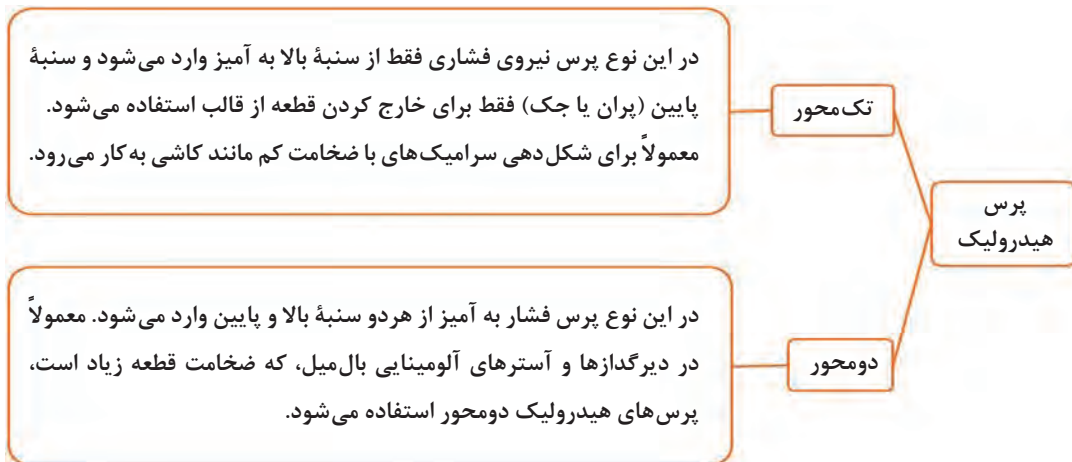 پرس
هیدرولیک
تک‌محور
در این نوع پرس نیروی فشاری فقط از سنبۀ بالا به آمیز وارد می‌شود و سنبۀ
پایین (پران یا جک) فقط برای خارج کردن قطعه از قالب استفاده می‌شود.
معمولاً برای شکل‌دهی سرامیک‌های با ضخامت کم مانند کاشی به‌کار می‌رود.
دومحور
در این نوع پرس فشار به آمیز از هردو سنبۀ بالا و پایین وارد می‌شود. معمولاً
در دیرگدازها و آسترهای آلومینایی بال‌میل، که ضخامت قطعه زیاد است،
پرس‌های هیدرولیک دومحور استفاده می‌شود.